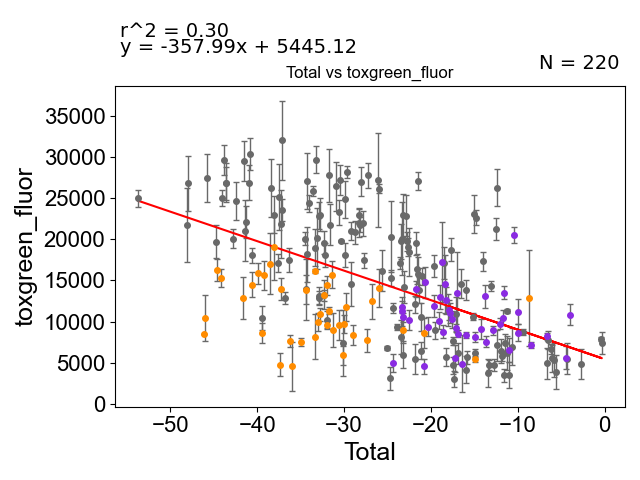 r^2 = 0.30
y = -357.99x + 5445.12
N = 220
Total vs toxgreen_fluor
35000
30000
25000
20000
15000
10000
5000
0
toxgreen_fluor
−50
−40
−30
−20
−10
0
Total